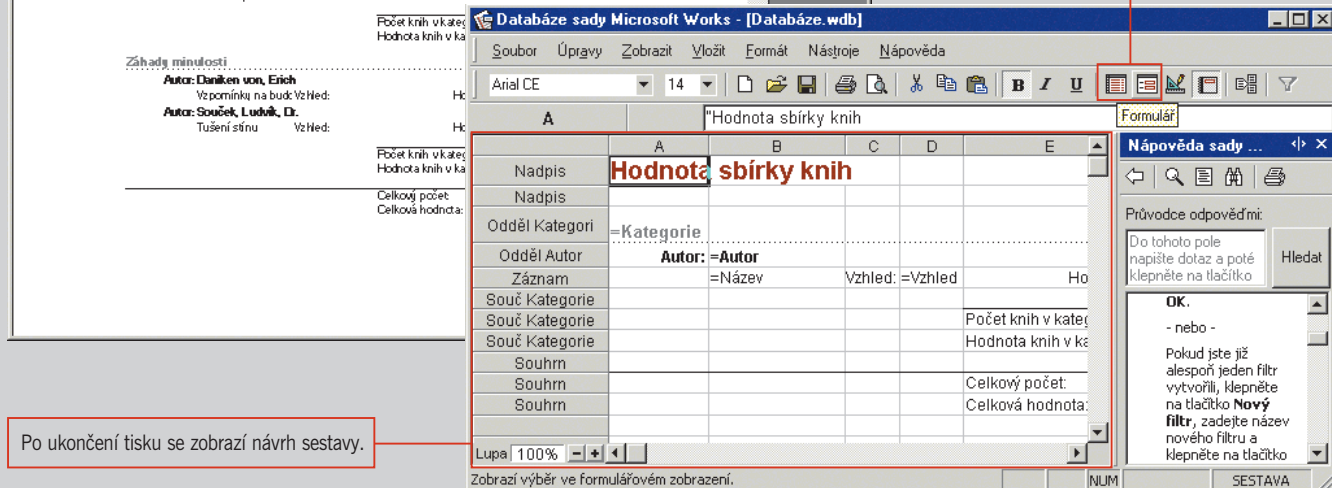 Počet knih v kateg
Hodnota knih v ka
Záhady minulosti
Autor: Daniken von, Erich
Vzpomínky na budc Vzhled:
Ho
Autor: Souček, Ludvík, Dr.
Tušení stínu Vzhled:
Ho
Počet knih v kateg
Hodnota knih v ka
Celkový počet:
Celková hodnota:
Po ukončení tisku se zobrazí návrh sestavy.
Databáze sady Microsoft Works - [Databáze.wdb]
Soubor Úpravy Zobrazit Vložit Formát Nástroje Nápověda
Arial CE 14 B I U
Formulář
A "Hodnota sbírky knih
A B C D E
Nadpis Hodnota sbírky knih
Nadpis
Odděl Kategori =Kategorie
Odděl Autor Autor: =Autor
Záznam =Název Vzhled: =Vzhled Ho
Souč Kategorie
Souč Kategorie Počet knih v kateg
Souč Kategorie Hodnota knih v ka
Souhrn
Souhrn Celkový počet:
Souhrn Celková hodnota:
Lupa 100%
Zobrazí výběr ve formulářovém zobrazení. NUM SESTAVA
Nápověda sady ...
Průvodce odpověďmi:
Do tohoto pole
napište dotaz a poté
klepněte na tlačítko
Hledat
OK.
- nebo -
Pokud jste již
alespoň jeden filtr
vytvořili, klepněte
na tlačítko Nový
filtr, zadejte název
nového filtru a
klepněte na tlačítko